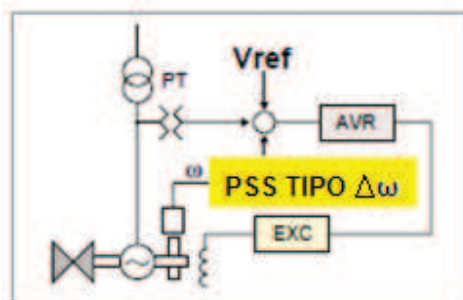 PT
Vref
AVR
ω
PSS TIPO Δω
EXC